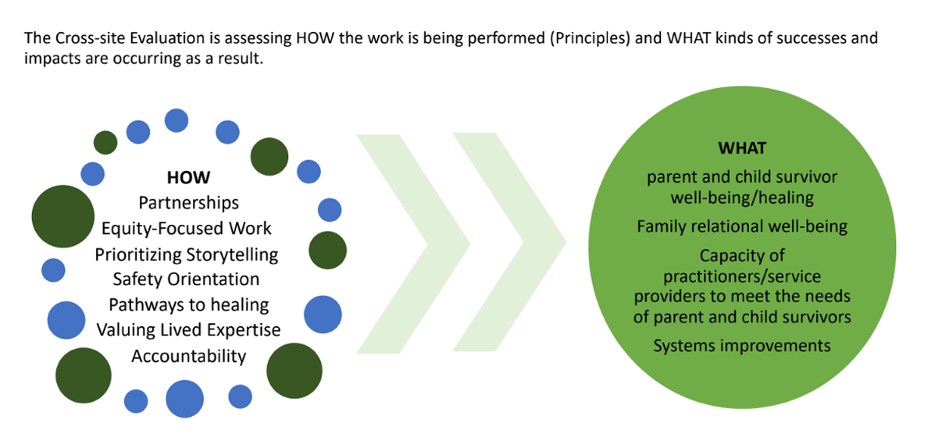 The Cross-site Evaluation is assessing HOW the work is being performed (Principles) and WHAT kinds of successes and
impacts are occurring as a result.
HOW
Partnerships
Equity-Focused Work
Prioritizing Storytelling
Safety Orientation
Pathways to healing
Valuing Lived Expertise
Accountability
WHAT
parent and child survivor
well-being/healing
Family relational well-being
Capacity of
practitioners/service
providers to meet the needs
of parent and child survivors
Systems improvements